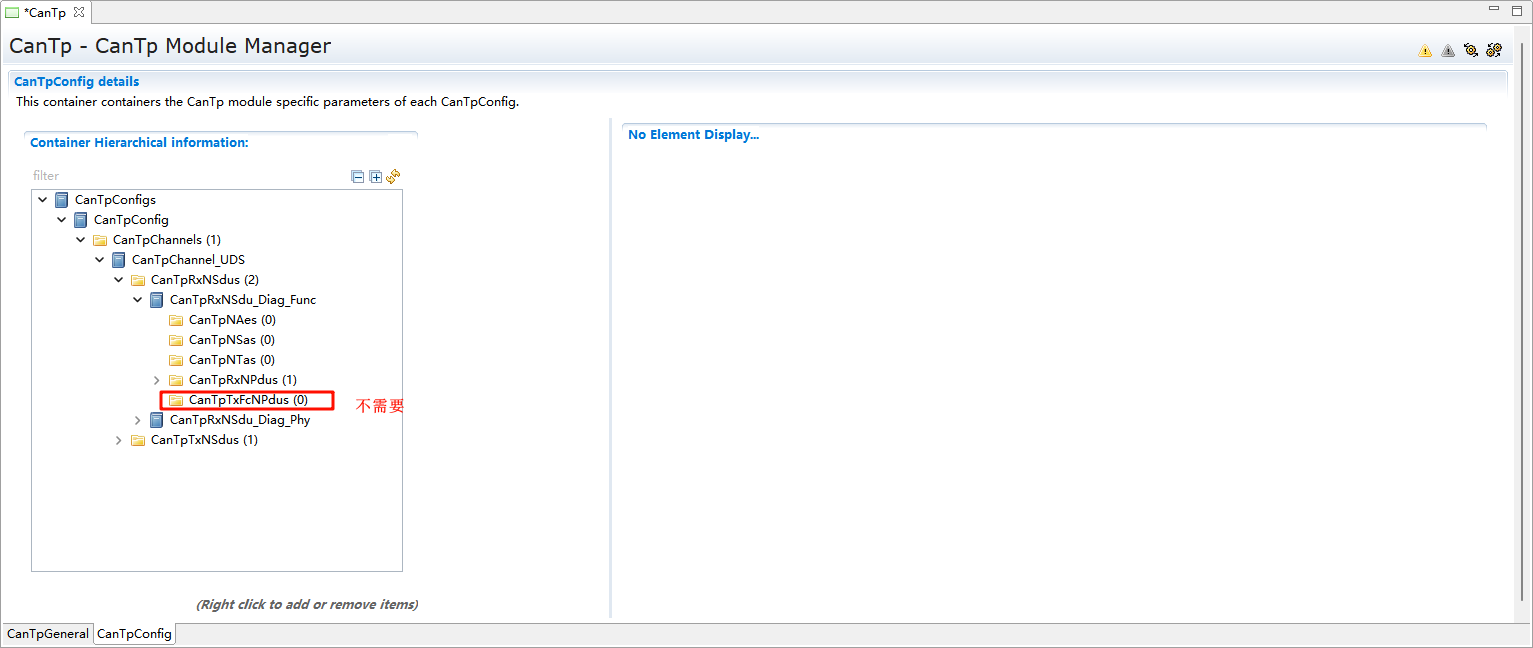 *CanTp
CanTp - CanTp Module Manager
CanTpConfig details
This container containers the CanTp module specific parameters of each CanTpConfig.
Container Hierarchical information:
filter
CanTpConfigs
CanTpConfig
CanTpChannels (1)
CanTpChannel_UDS
CanTpRxNSdus (2)
CanTpRxNSdu_Diag_Func
CanTpNAes (0)
CanTpNSas (0)
CanTpNTas (0)
CanTpRxNPdus (1)
CanTpTxFcNPdus (0) 不需要
CanTpRxNSdu_Diag_Phy
CanTpTxNSdus (1)
(Right click to add or remove items)
No Element Display...
CanTpGeneral CanTpConfig